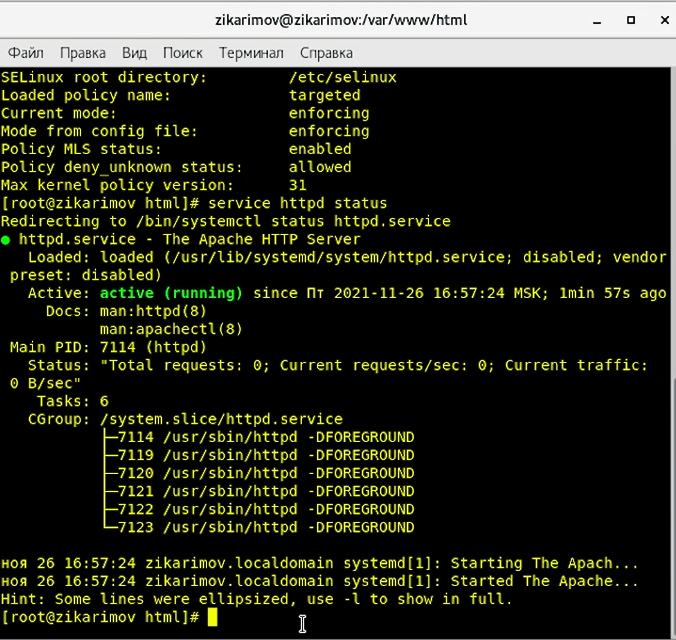 zikarimov@zikarimov:/var/www/html
Файл Правка Вид Поиск Терминал Справка
SELinux root directory:         /etc/selinux
Loaded policy name:             targeted
Current mode:                   enforcing
Mode from config file:          enforcing
Policy MLS status:              enabled
Policy deny_unknown status:     allowed
Max kernel policy version:      31
[root@zikarimov html]# service httpd status
Redirecting to /bin/systemctl status httpd.service
● httpd.service - The Apache HTTP Server
   Loaded: loaded (/usr/lib/systemd/system/httpd.service; disabled; vendor
 preset: disabled)
   Active: active (running) since Пт 2021-11-26 16:57:24 MSK; 1min 57s ago
     Docs: man:httpd(8)
           man:apachectl(8)
 Main PID: 7114 (httpd)
   Status: "Total requests: 0; Current requests/sec: 0; Current traffic:
 0 B/sec"
    Tasks: 6
   CGroup: /system.slice/httpd.service
           ├─7114 /usr/sbin/httpd -DFOREGROUND
           ├─7119 /usr/sbin/httpd -DFOREGROUND
           ├─7120 /usr/sbin/httpd -DFOREGROUND
           ├─7121 /usr/sbin/httpd -DFOREGROUND
           ├─7122 /usr/sbin/httpd -DFOREGROUND
           └─7123 /usr/sbin/httpd -DFOREGROUND
ноя 26 16:57:24 zikarimov.localdomain systemd[1]: Starting The Apach...
ноя 26 16:57:24 zikarimov.localdomain systemd[1]: Started The Apache...
Hint: Some lines were ellipsized, use -l to show in full.
[root@zikarimov html]#